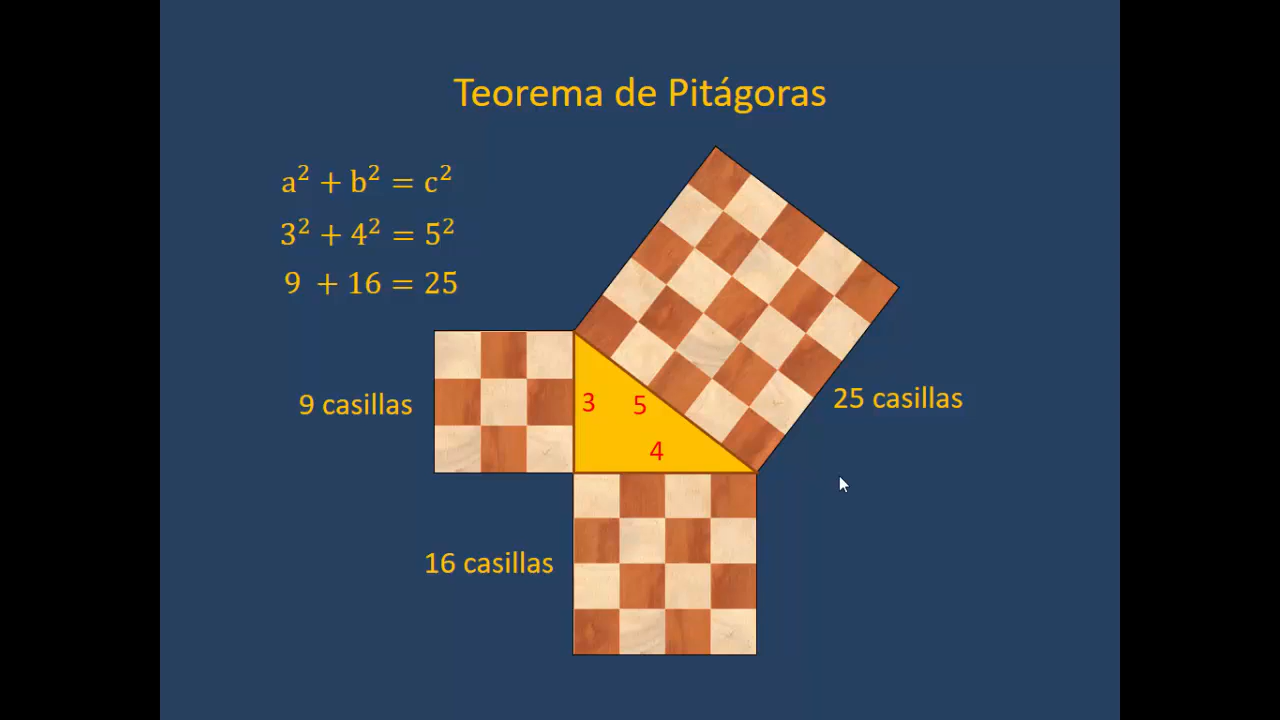 Teorema de Pitágoras
a² + b² = c²
3² + 4² = 5²
9 + 16 = 25
9 casillas
3
5
4
25 casillas
16 casillas